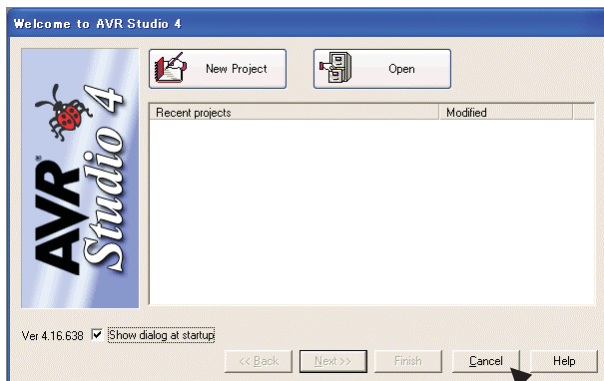 Welcome to AVR Studio 4
New Project
Open
Recent projects
Modified
AVR®
Studio 4
Ver 4.16.638
Show dialog at startup
<< Back
Next >>
Finish
Cancel
Help